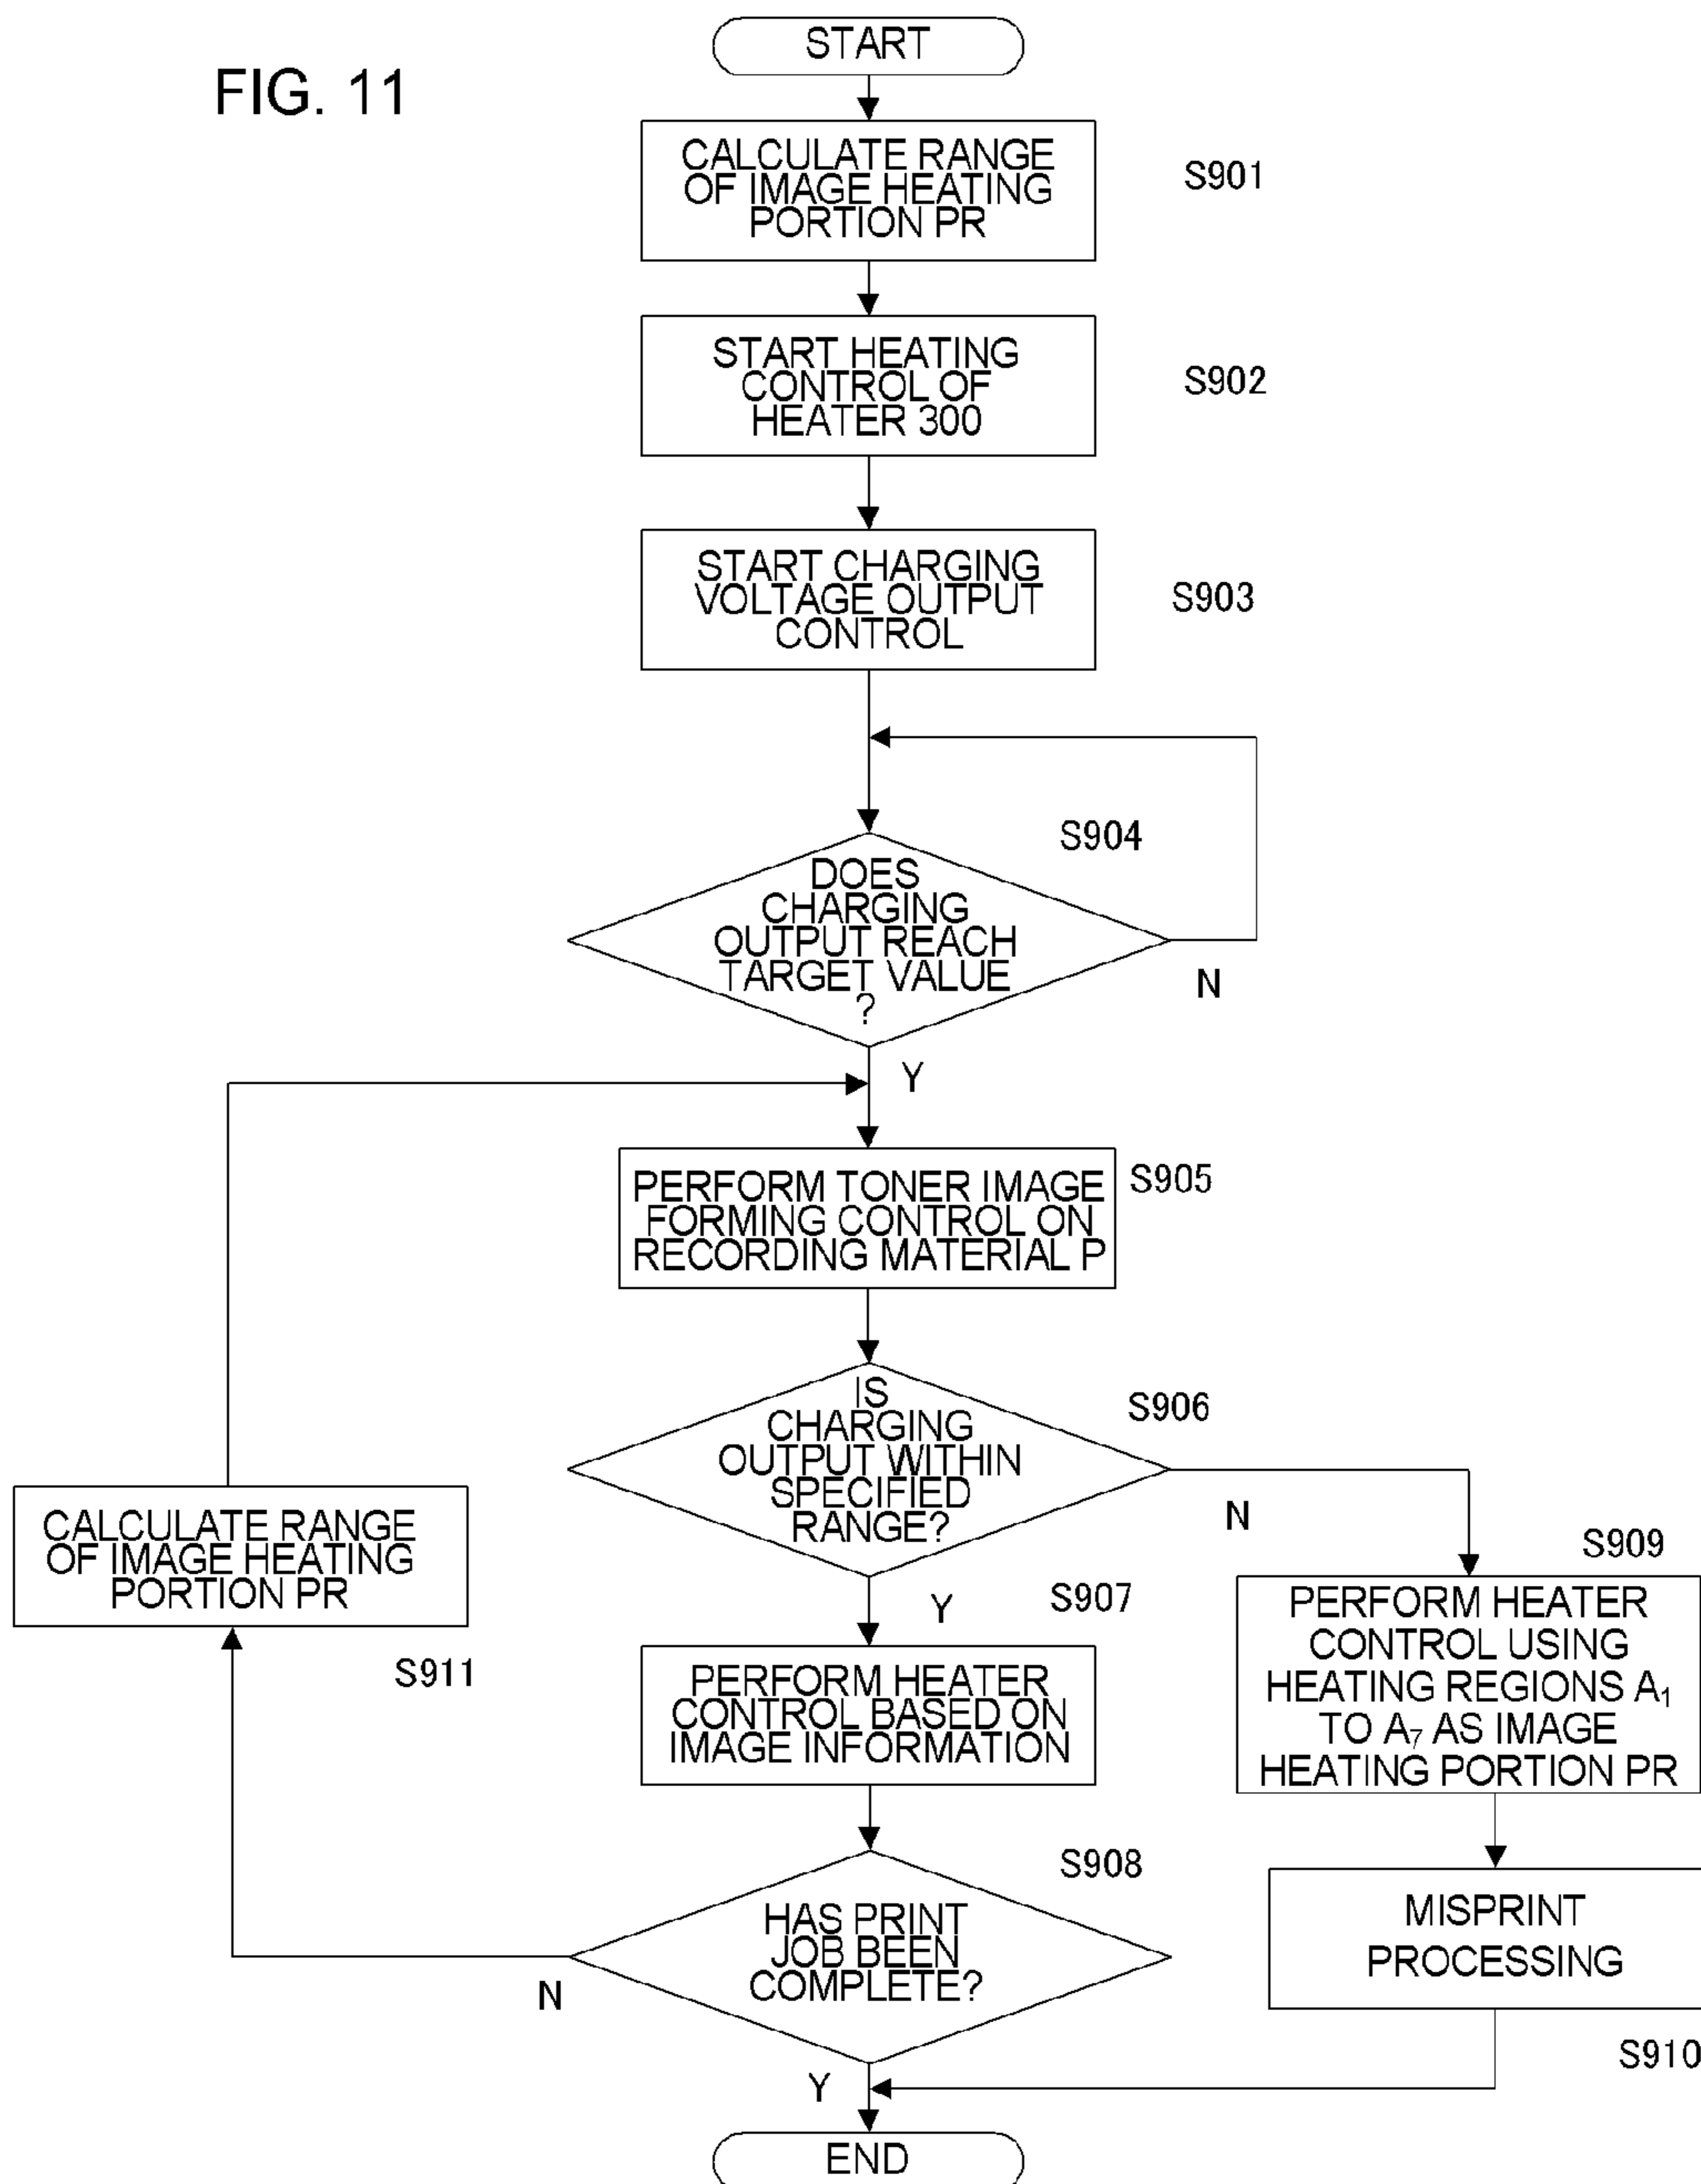 FIG. 11
START
CALCULATE RANGE
OF IMAGE HEATING
PORTION PR
S901
START HEATING
CONTROL OF
HEATER 300
S902
START CHARGING
VOLTAGE OUTPUT
CONTROL
S903
S904
DOES
CHARGING
OUTPUT REACH
TARGET VALUE
?
N
Y
PERFORM TONER IMAGE
FORMING CONTROL ON
RECORDING MATERIAL P
S905
IS
CHARGING
OUTPUT WITHIN
SPECIFIED
RANGE?
S906
N
Y
CALCULATE RANGE
OF IMAGE HEATING
PORTION PR
S911
S907
PERFORM HEATER
CONTROL BASED ON
IMAGE INFORMATION
S909
PERFORM HEATER
CONTROL USING
HEATING REGIONS A₁
TO A₇ AS IMAGE
HEATING PORTION PR
S908
HAS PRINT
JOB BEEN
COMPLETE?
N
Y
MISPRINT
PROCESSING
S910
END